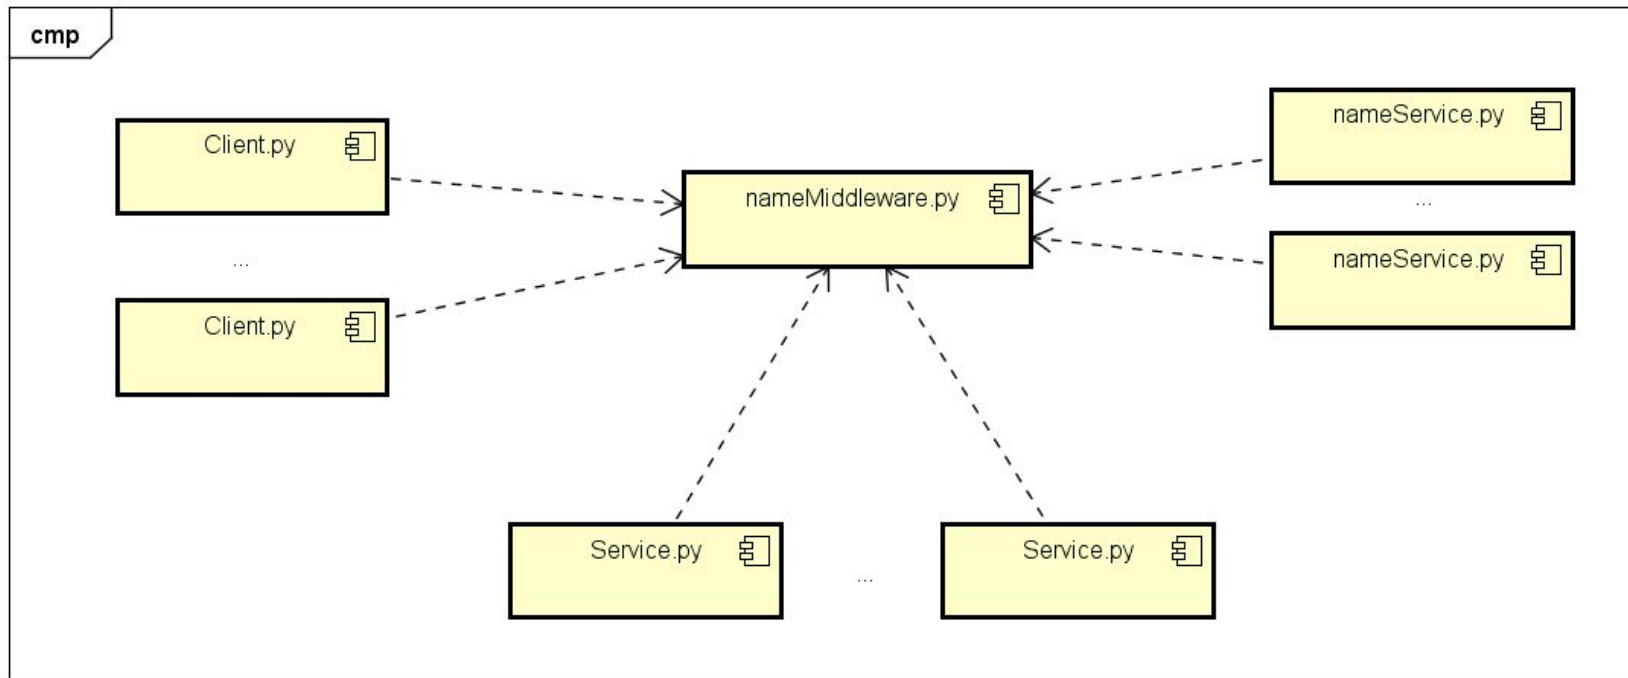 cmp
Client.py
nameService.py
nameMiddleware.py
...
nameService.py
...
Client.py
Service.py
Service.py
...